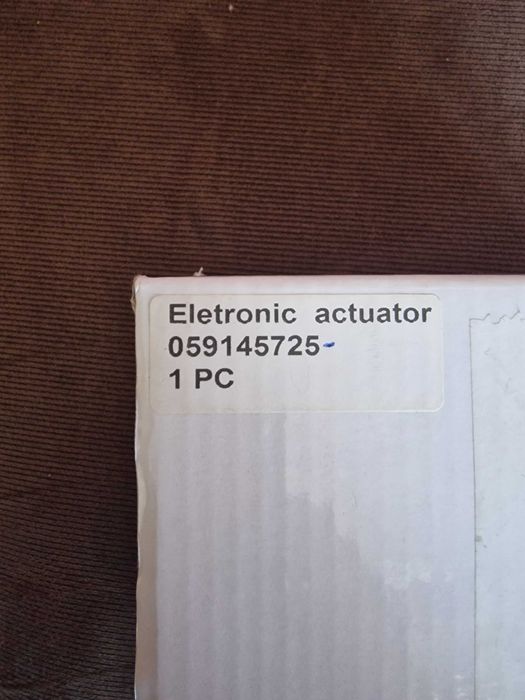 Eletronic actuator
059145725-
1 PC